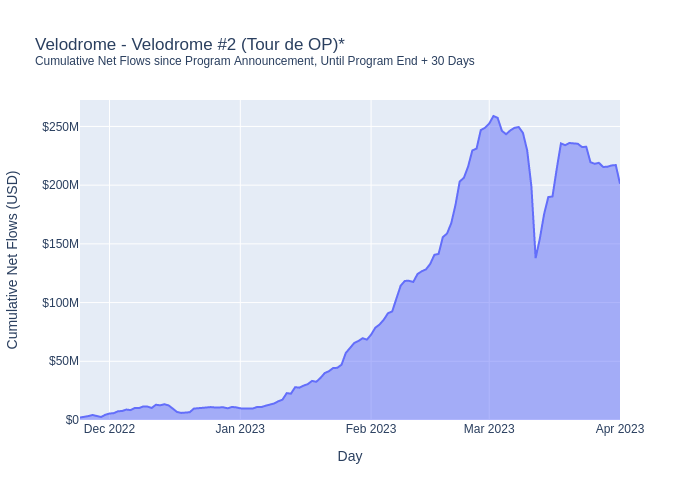 Velodrome - Velodrome #2 (Tour de OP)*
Cumulative Net Flows since Program Announcement, Until Program End + 30 Days
Cumulative Net Flows (USD)
$250M
$200M
$150M
$100M
$50M
$0
Dec 2022
Jan 2023
Feb 2023
Mar 2023
Apr 2023
Day